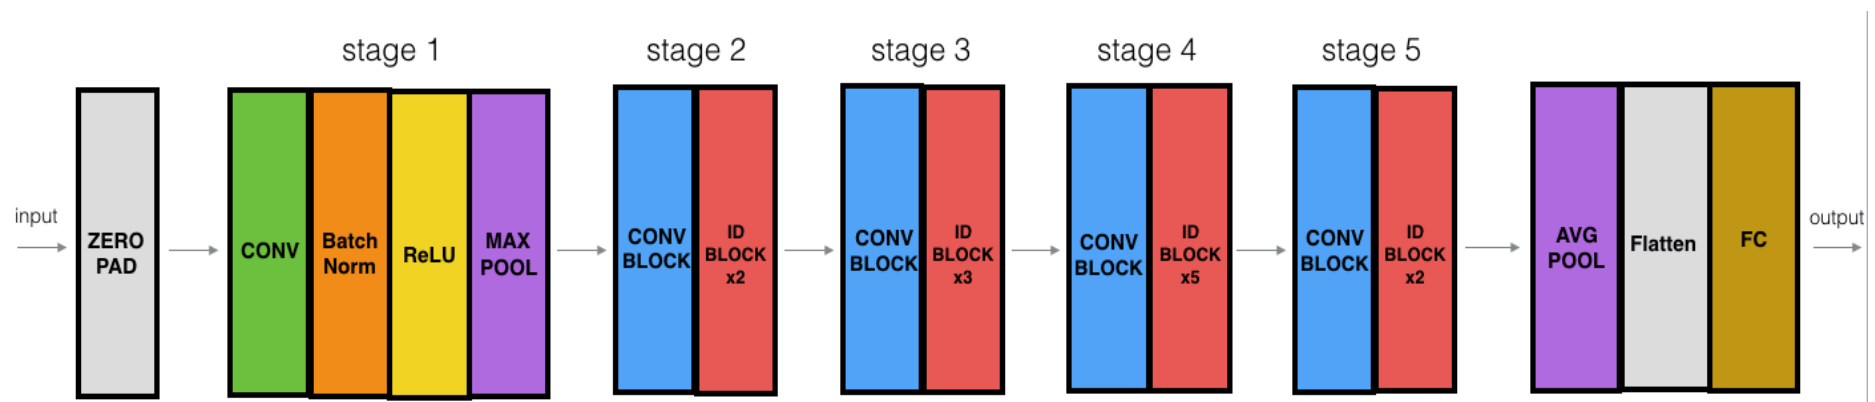 stage 1
stage 2
stage 3
stage 4
stage 5
input
ZERO
PAD
CONV
Batch
Norm
ReLU
MAX
POOL
CONV
BLOCK
ID
BLOCK
x2
CONV
BLOCK
ID
BLOCK
x3
CONV
BLOCK
ID
BLOCK
x5
CONV
BLOCK
ID
BLOCK
x2
AVG
POOL
Flatten
FC
output